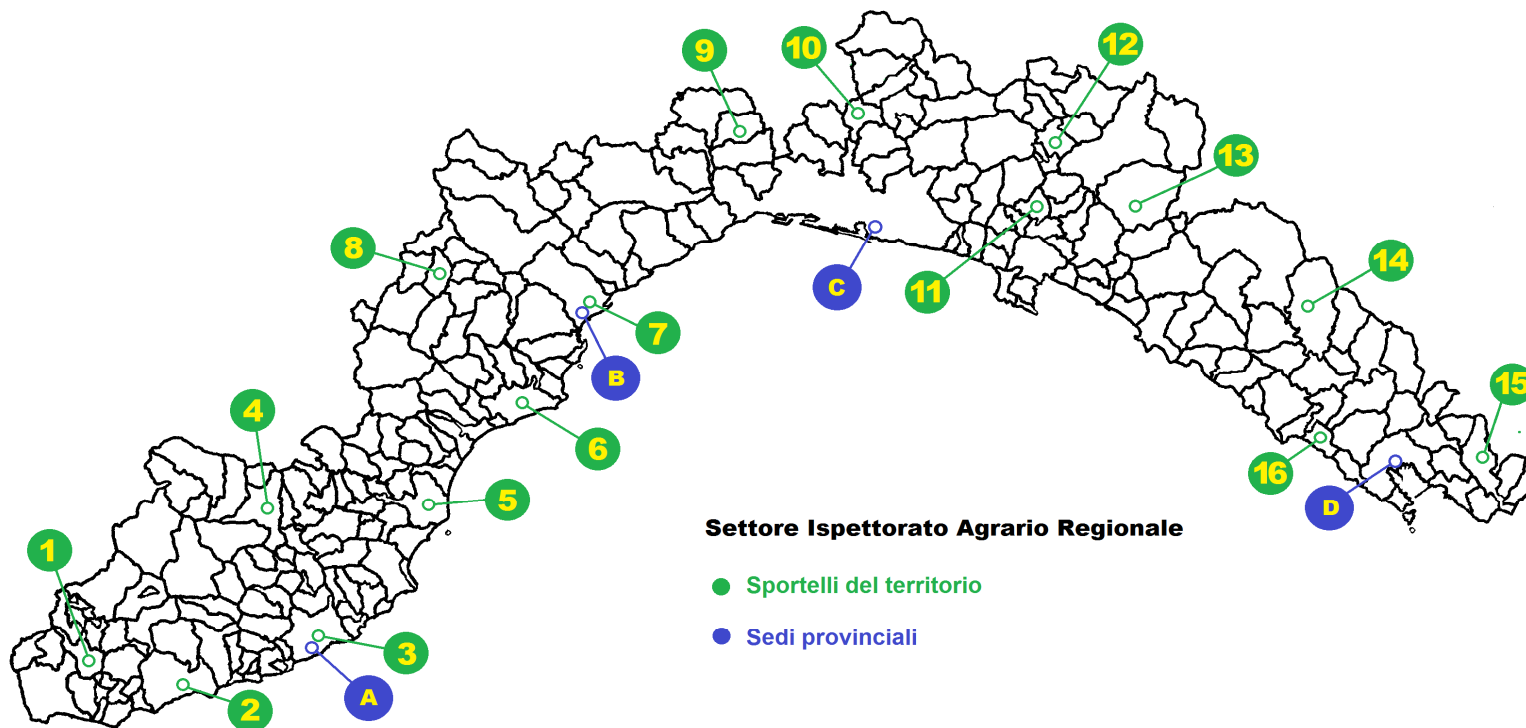 9
10
12
13
8
14
11
C
7
B
15
4
6
16
5
D
Settore Ispettorato Agrario Regionale
1
Sportelli del territorio
Sedi provinciali
3
A
2